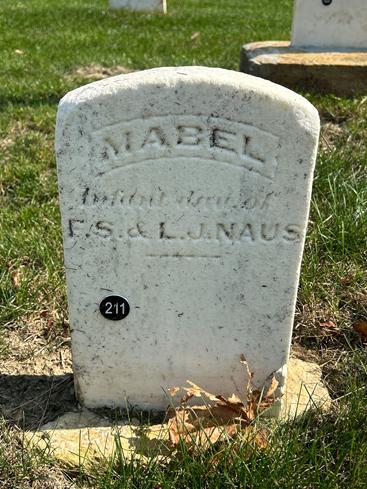 MABEL
Infant dau. of
F.S. & L.J. NAUS
211